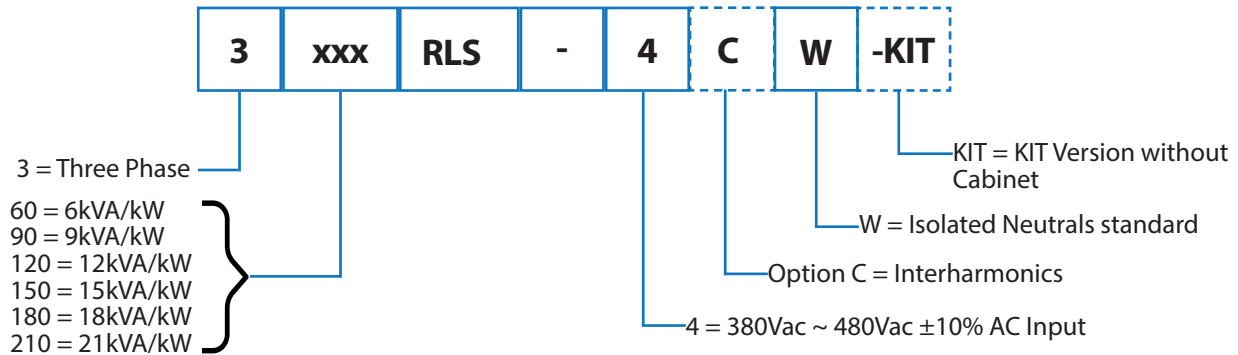 3 xxx RLS - 4 C W -KIT
3 = Three Phase
60 = 6kVA/kW
90 = 9kVA/kW
120 = 12kVA/kW
150 = 15kVA/kW
180 = 18kVA/kW
210 = 21kVA/kW
KIT = KIT Version without
Cabinet
W = Isolated Neutrals standard
Option C = Interharmonics
4 = 380Vac ~ 480Vac ±10% AC Input